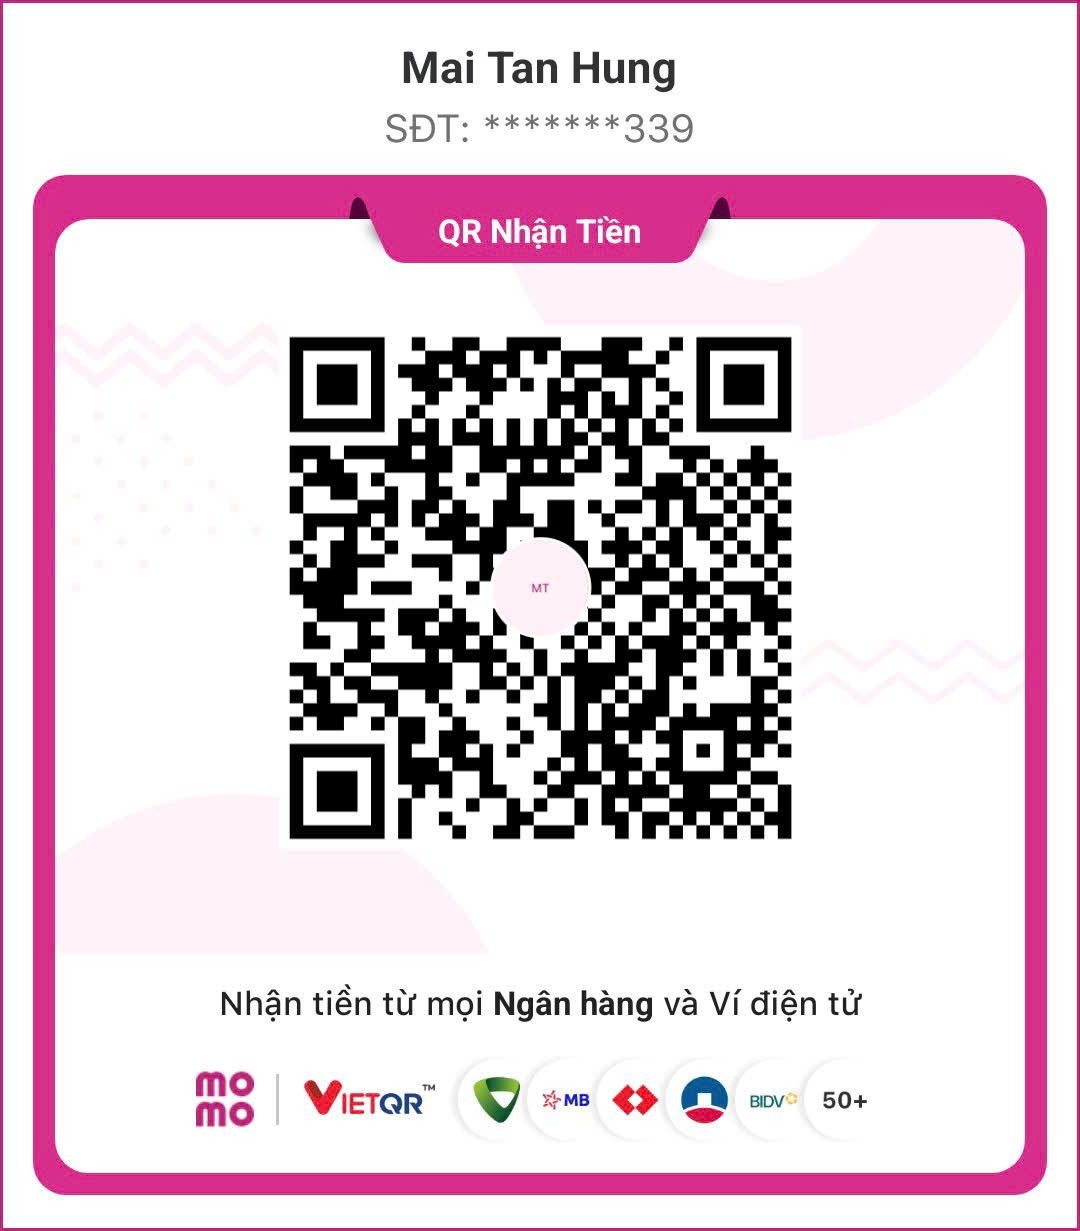 Mai Tan Hung
SĐT: *******339
QR Nhận Tiền
MT
Nhận tiền từ mọi Ngân hàng và Ví điện tử
momo VIETQR™ MB BIDV 50+